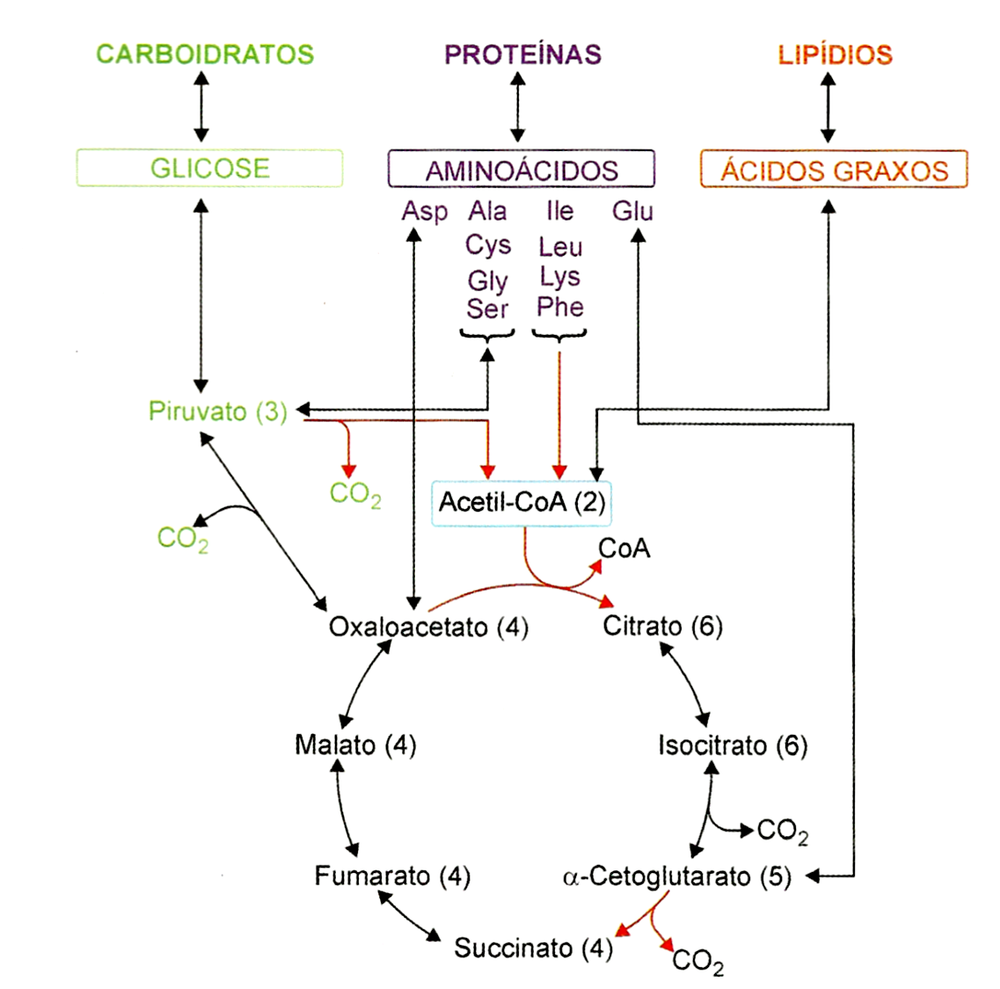 CARBOIDRATOS PROTEÍNAS LIPÍDIOS
GLICOSE AMINOÁCIDOS ÁCIDOS GRAXOS
Asp Ala Ile Glu
Cys Leu
Gly Lys
Ser Phe
Piruvato (3)
CO₂ Acetil-CoA (2)
CO₂ CoA
Oxaloacetato (4) Citrato (6)
Malato (4) Isocitrato (6)
CO₂
Fumarato (4) α-Cetoglutarato (5)
Succinato (4) CO₂